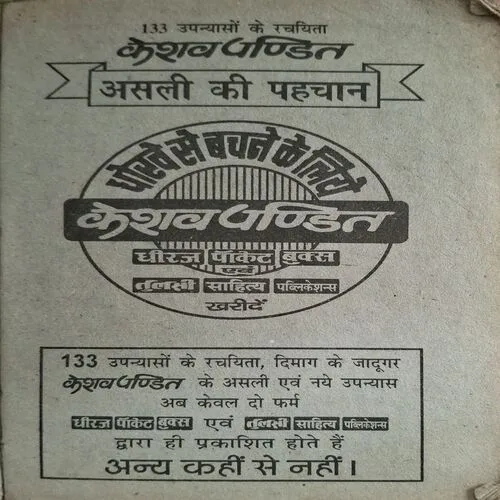 133 उपन्यासों के रचयिता
केशव पण्डित
असली की पहचान
धोखे से बचने के लिए
केशव पण्डित
धीरज पॉकेट बुक्स
एवं
तुलसी साहित्य पब्लिकेशन्स
खरीदें
133 उपन्यासों के रचयिता, दिमाग के जादूगर
केशव पण्डित के असली एवं नये उपन्यास
अब केवल दो फर्म
धीरज पॉकेट बुक्स एवं तुलसी साहित्य पब्लिकेशन्स
द्वारा ही प्रकाशित होते हैं
अन्य कहीं से नहीं।